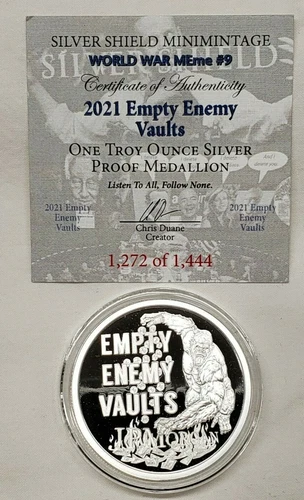 SILVER SHIELD MINIMINTAGE
WORLD WAR MEme #9
Certificate of Authenticity
2021 Empty Enemy
Vaults
ONE TROY OUNCE SILVER
PROOF MEDALLION
Listen To All, Follow None.
2021 Empty
Enemy
Vaults
Chris Duane
Creator
2021 Empty
Enemy
Vaults
1,272 of 1,444
EMPTY
ENEMY
VAULTS
J.P.MORGAN